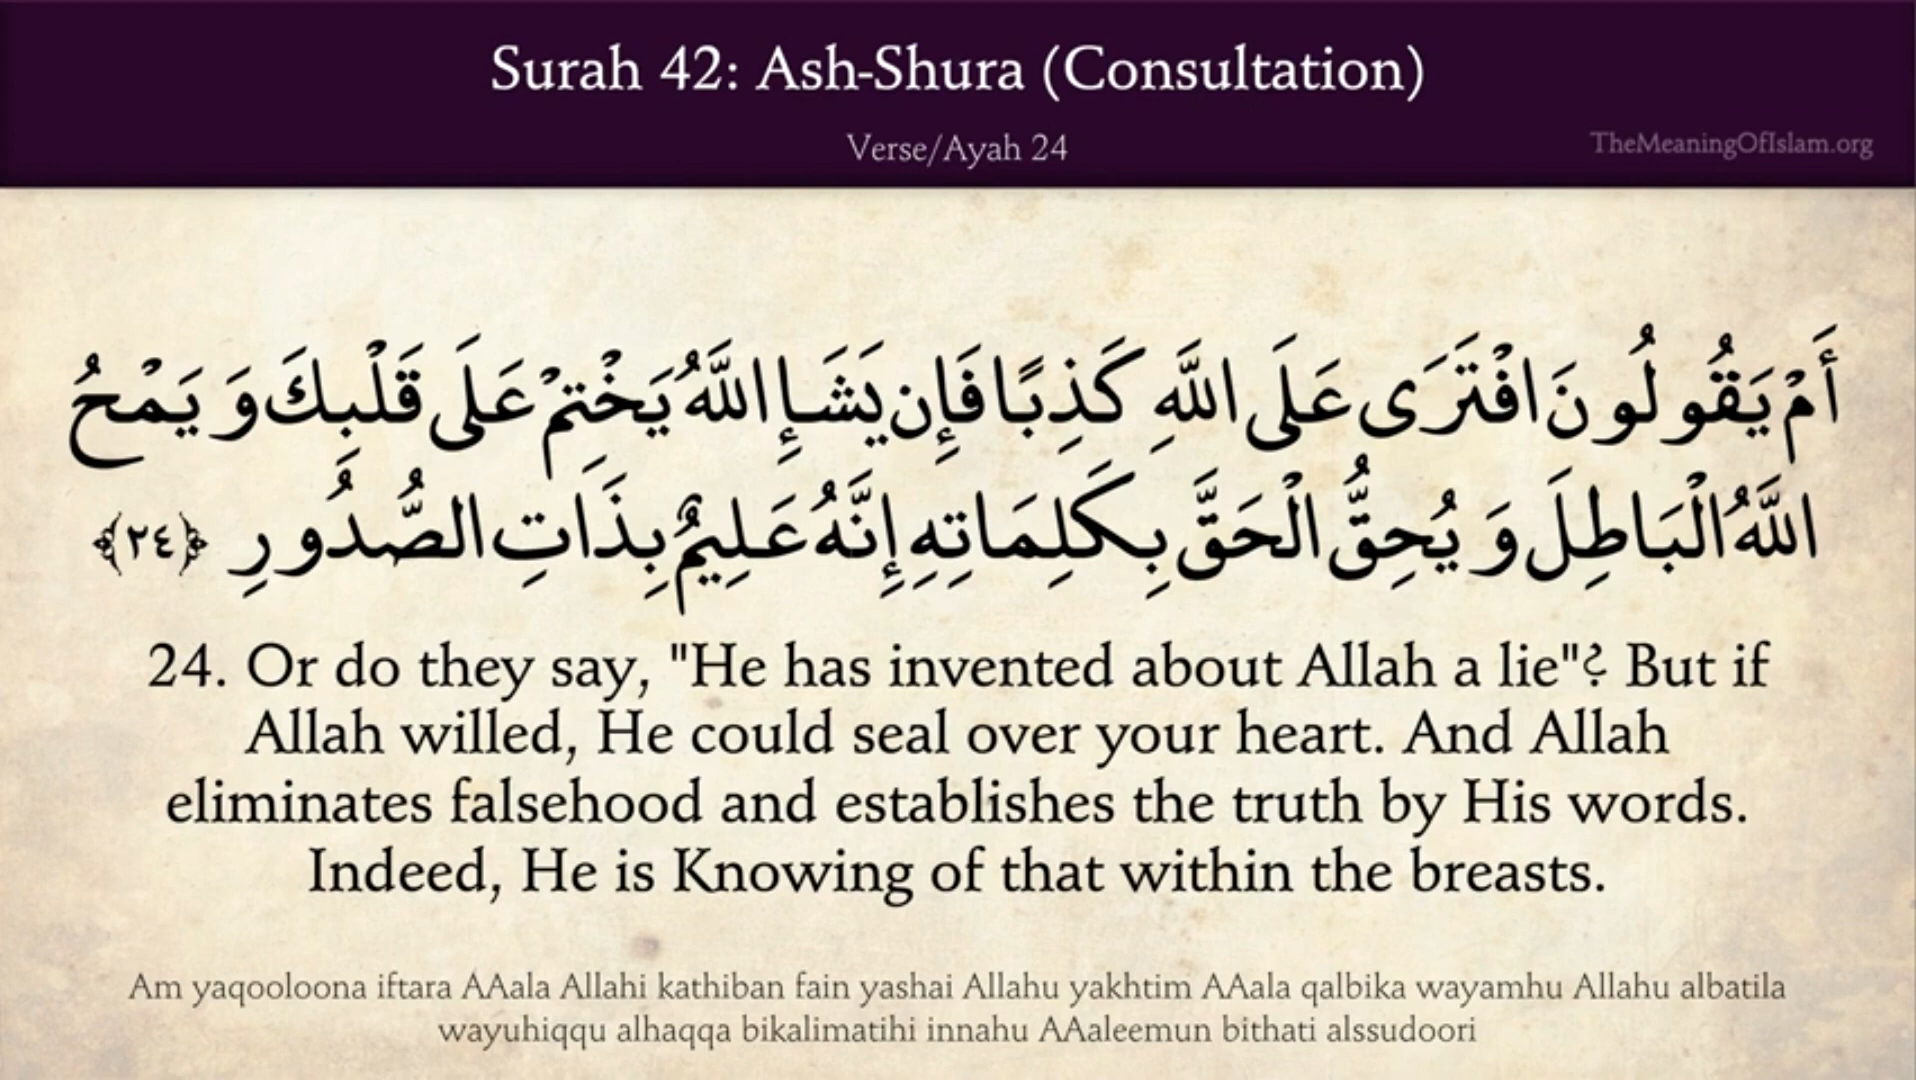 Surah 42: Ash-Shura (Consultation)
Verse/Ayah 24
TheMeaningOfIslam.org
أَمْ يَقُولُونَ افْتَرَى عَلَى اللَّهِ كَذِبًا فَإِن يَشَإِ اللَّهُ يَخْتِمْ عَلَى قَلْبِكَ وَ يَمْحُ
اللَّهُ الْبَاطِلَ وَ يُحِقُّ الْحَقَّ بِكَلِمَاتِهِ إِنَّهُ عَلِيمٌ بِذَاتِ الصُّدُورِ ﴿٢٤﴾
24. Or do they say, "He has invented about Allah a lie"? But if
Allah willed, He could seal over your heart. And Allah
eliminates falsehood and establishes the truth by His words.
Indeed, He is Knowing of that within the breasts.
Am yaqooloona iftara AAala Allahi kathiban fain yashai Allahu yakhtim AAala qalbika wayamhu Allahu albatila
wayuhiqqu alhaqqa bikalimatihi innahu AAaleemun bithati alssudoori